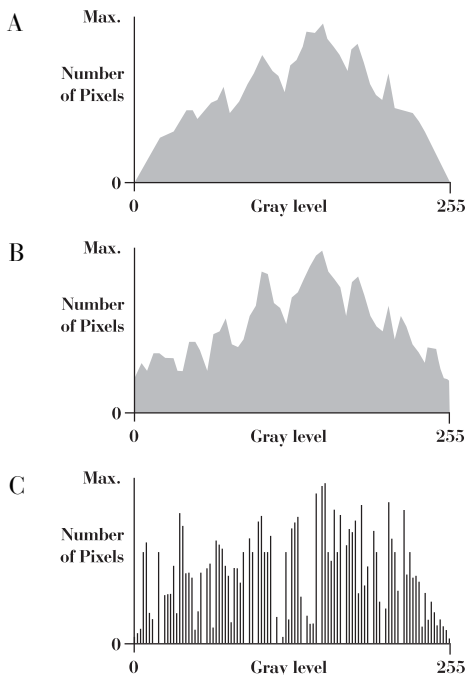 A
Max.
Number
of Pixels
0
0
Gray level
255
B
Max.
Number
of Pixels
0
0
Gray level
255
C
Max.
Number
of Pixels
0
0
Gray level
255